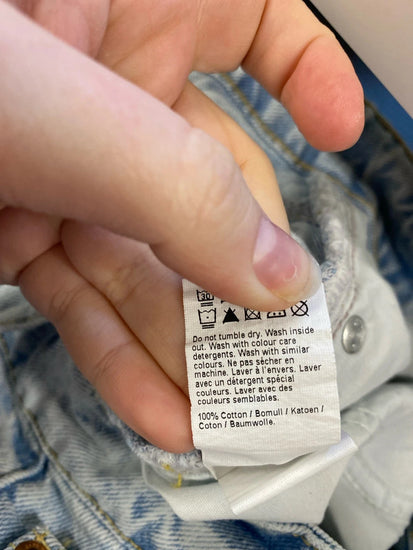 30
Do not tumble dry. Wash inside
out. Wash with colour care
detergents. Wash with similar
colours. Ne pas sécher en
machine. Laver à l'envers. Laver
avec un détergent spécial
couleurs. Laver avec des
couleurs semblables.
100% Cotton / Bomull / Katoen /
Coton / Baumwolle.